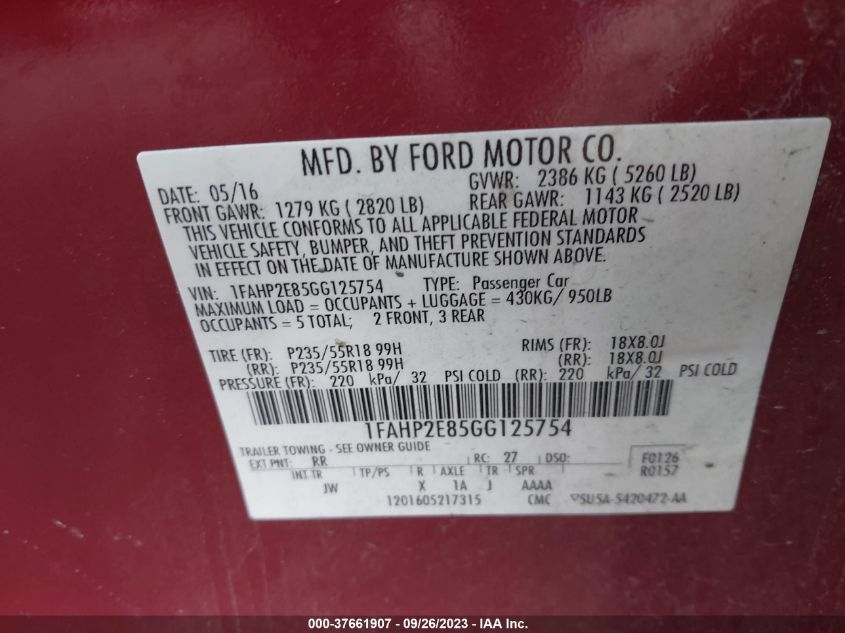 MFD. BY FORD MOTOR CO.
DATE: 05/16 GVWR: 2386 KG ( 5260 LB)
FRONT GAWR: 1279 KG ( 2820 LB) REAR GAWR: 1143 KG ( 2520 LB)
THIS VEHICLE CONFORMS TO ALL APPLICABLE FEDERAL MOTOR
VEHICLE SAFETY, BUMPER, AND THEFT PREVENTION STANDARDS
IN EFFECT ON THE DATE OF MANUFACTURE SHOWN ABOVE.
VIN: 1FAHP2E85GG125754 TYPE: Passenger Car
MAXIMUM LOAD = OCCUPANTS + LUGGAGE = 430KG/ 950LB
OCCUPANTS = 5 TOTAL; 2 FRONT, 3 REAR
TIRE (FR): P235/55R18 99H RIMS (FR): 18X8.0J
(RR): P235/55R18 99H (RR): 18X8.0J
PRESSURE (FR): 220 kPa/ 32 PSI COLD (RR): 220 kPa/ 32 PSI COLD
1FAHP2E85GG125754
TRAILER TOWING - SEE OWNER GUIDE
EXT PNT: RR RC: 27 DSO: F0126
R0157
INT TR TP/PS R AXLE TR SPR
JW X 1A J AAAA
1201605217315 CMC SU5A-5420472-AA
000-37661907 - 09/26/2023 - IAA Inc.